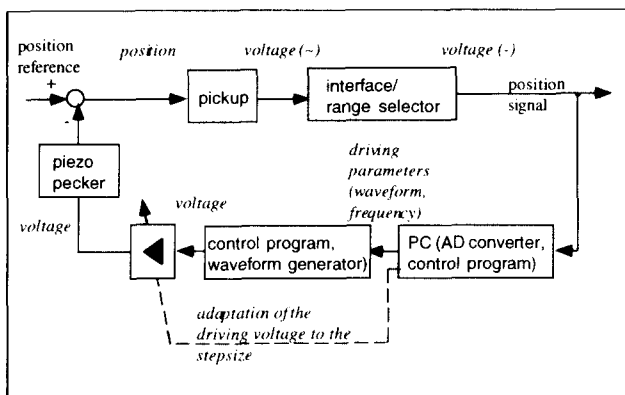 position
reference
+
-
position
voltage (~)
voltage (-)
pickup
interface/
range selector
position
signal
piezo
pecker
voltage
voltage
driving
parameters
(waveform,
frequency)
control program,
waveform generator)
PC (AD converter,
control program)
adaptation of the
driving voltage to the
stepsize